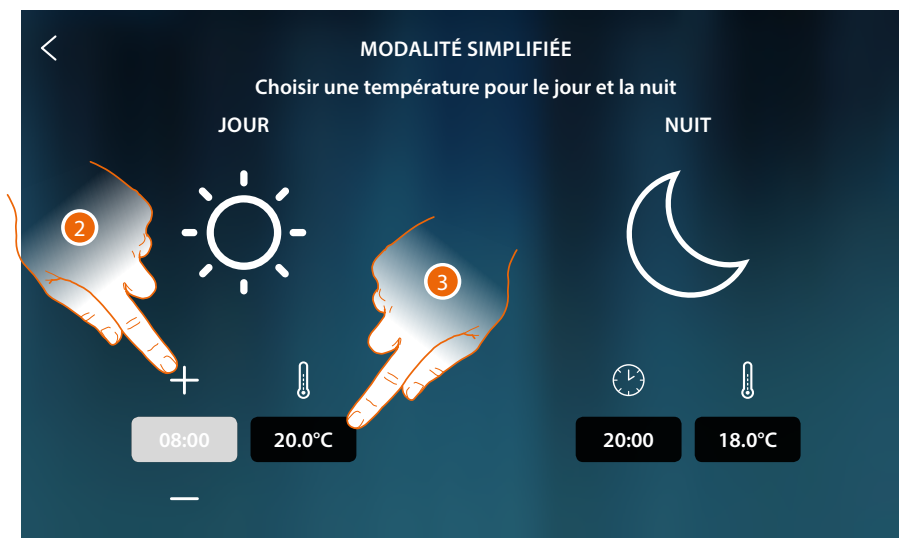 MODALITÉ SIMPLIFIÉE
Choisir une température pour le jour et la nuit
JOUR
NUIT
2
3
08:00
20.0°C
20:00
18.0°C